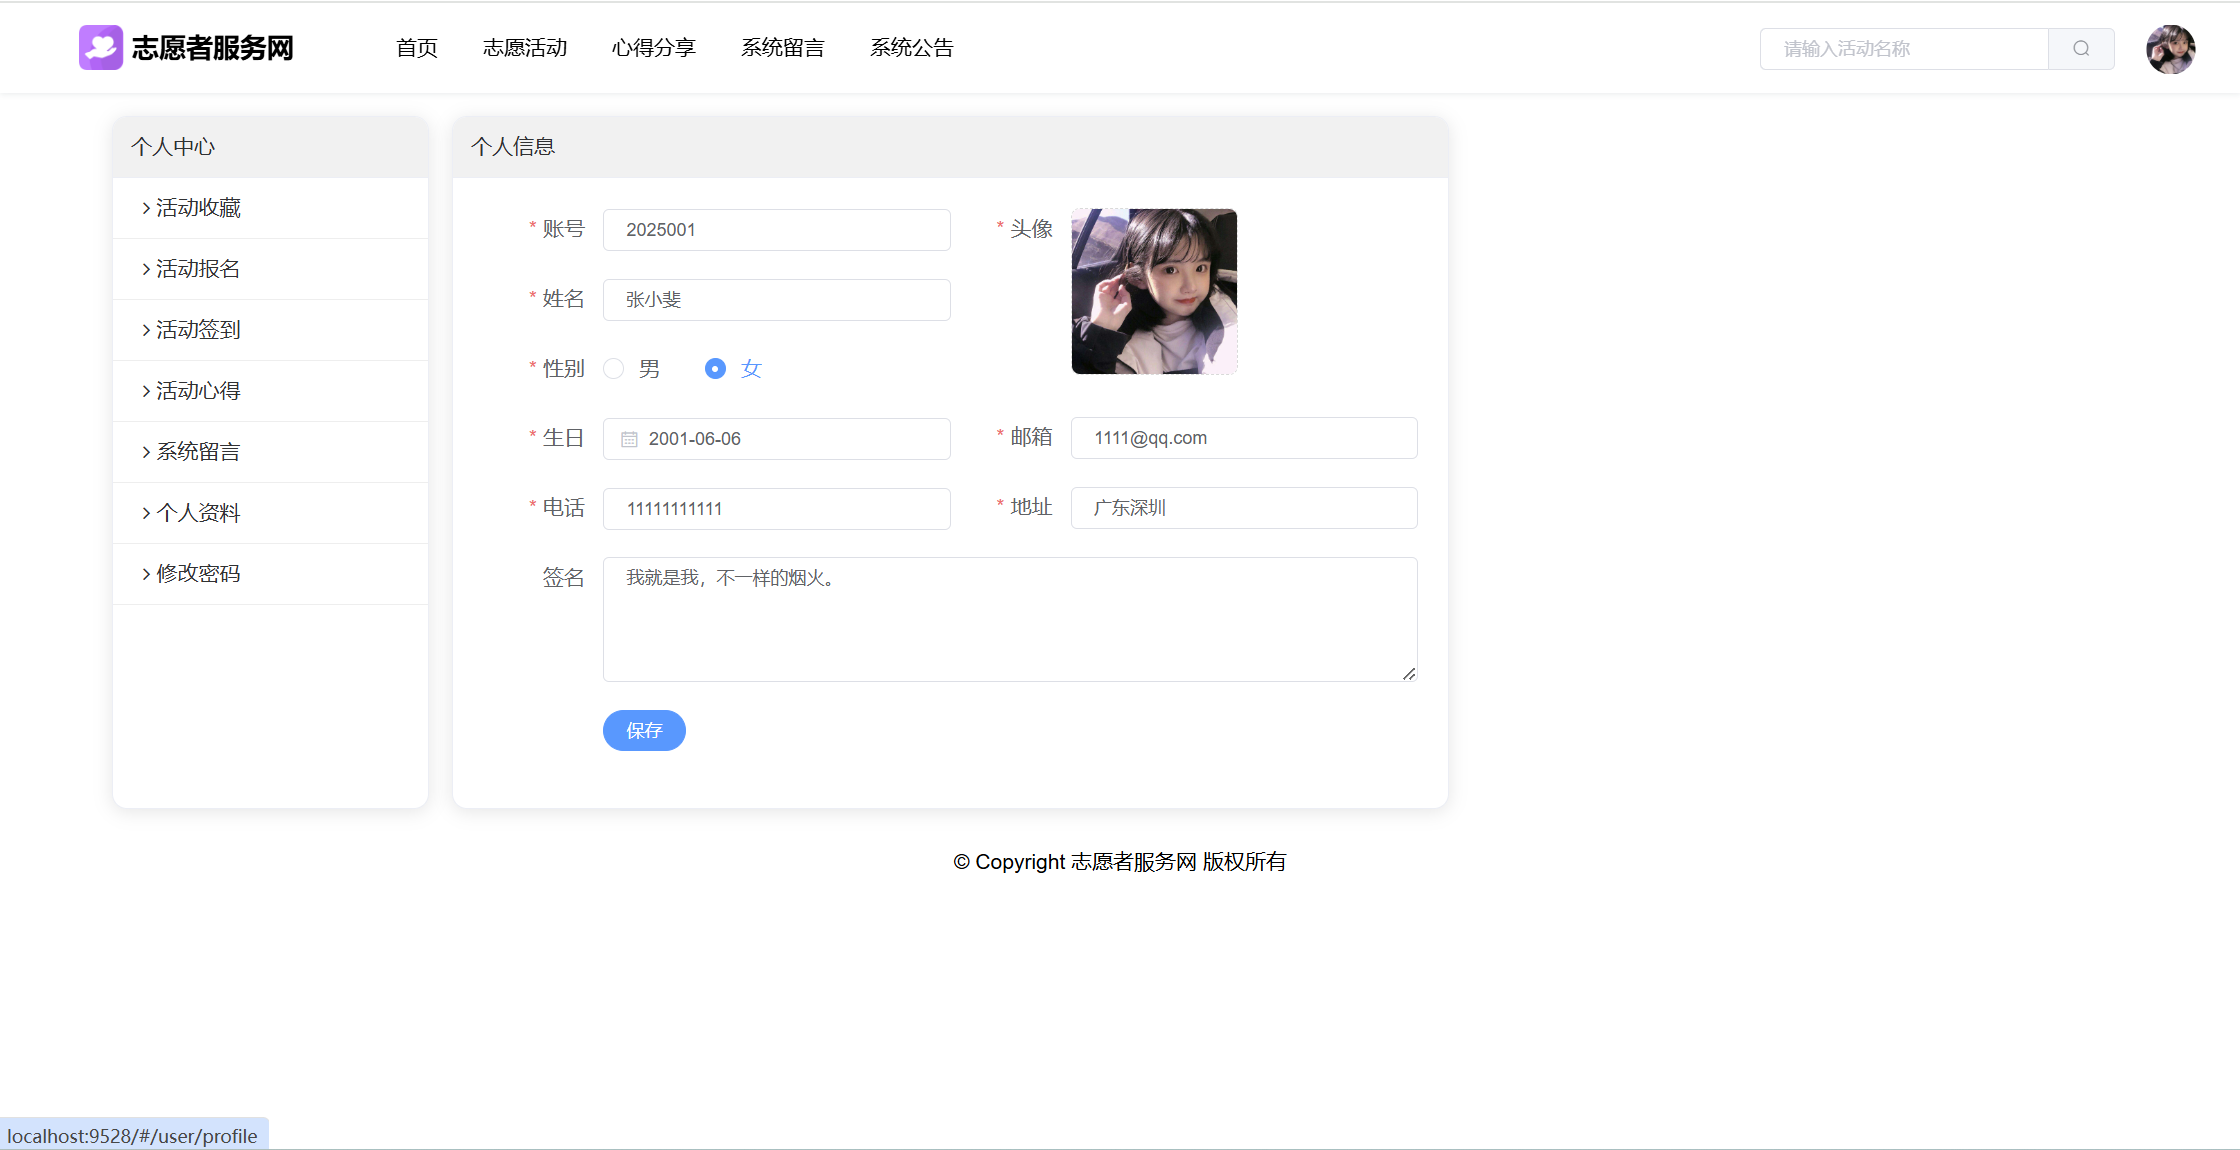 志愿者服务网
首页 志愿活动 心得分享 系统留言 系统公告
请输入活动名称
个人中心
活动收藏
活动报名
活动签到
活动心得
系统留言
个人资料
修改密码
个人信息
* 账号 2025001
* 头像
* 姓名 张小斐
* 性别 男 女
* 生日 2001-06-06
* 邮箱 1111@qq.com
* 电话 11111111111
* 地址 广东深圳
签名 我就是我，不一样的烟火。
保存
© Copyright 志愿者服务网 版权所有
localhost:9528/#/user/profile